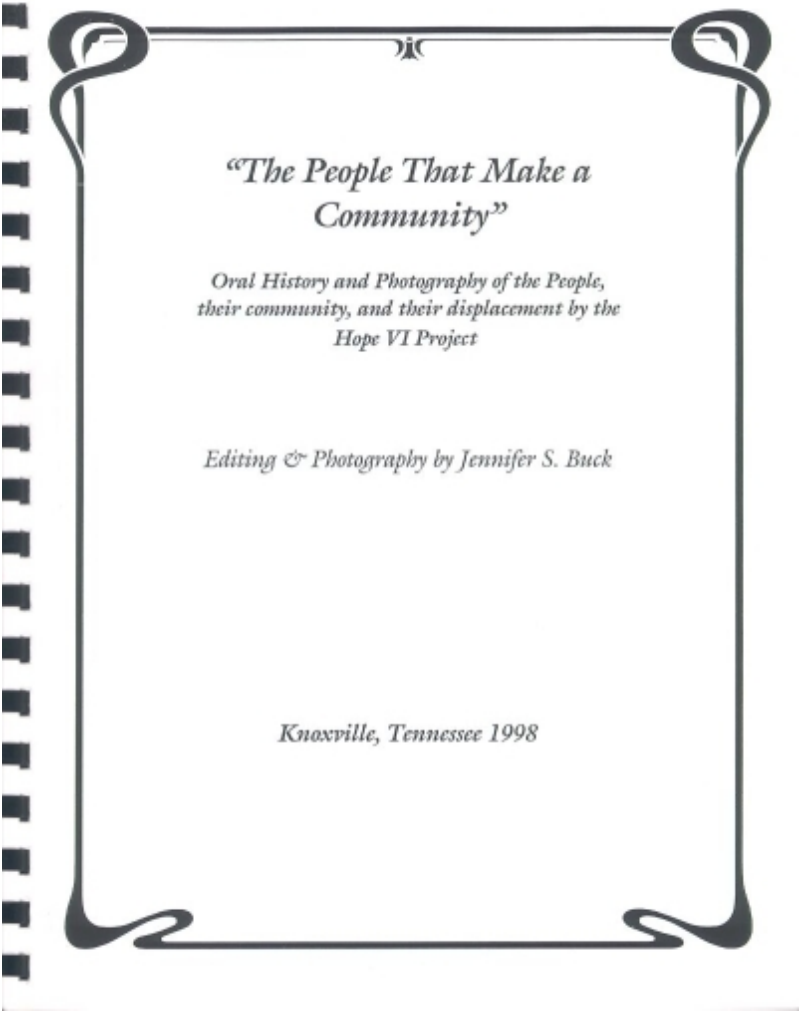 “The People That Make a
Community”
Oral History and Photography of the People,
their community, and their displacement by the
Hope VI Project
Editing & Photography by Jennifer S. Buck
Knoxville, Tennessee 1998